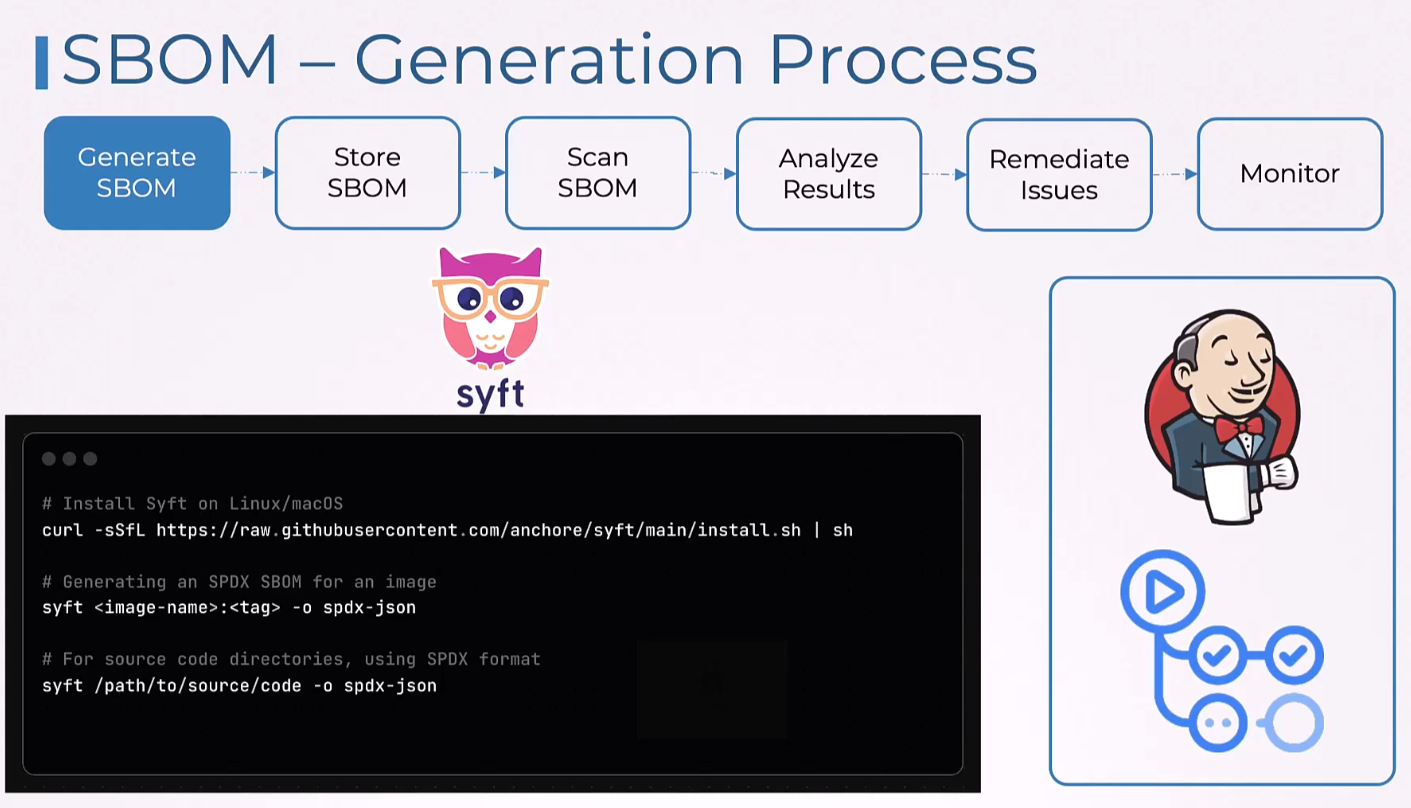 SBOM – Generation Process
Generate
SBOM
Store
SBOM
Scan
SBOM
Analyze
Results
Remediate
Issues
Monitor
syft
# Install Syft on Linux/macOS
curl -sSfL https://raw.githubusercontent.com/anchore/syft/main/install.sh | sh
# Generating an SPDX SBOM for an image
syft <image-name>:<tag> -o spdx-json
# For source code directories, using SPDX format
syft /path/to/source/code -o spdx-json